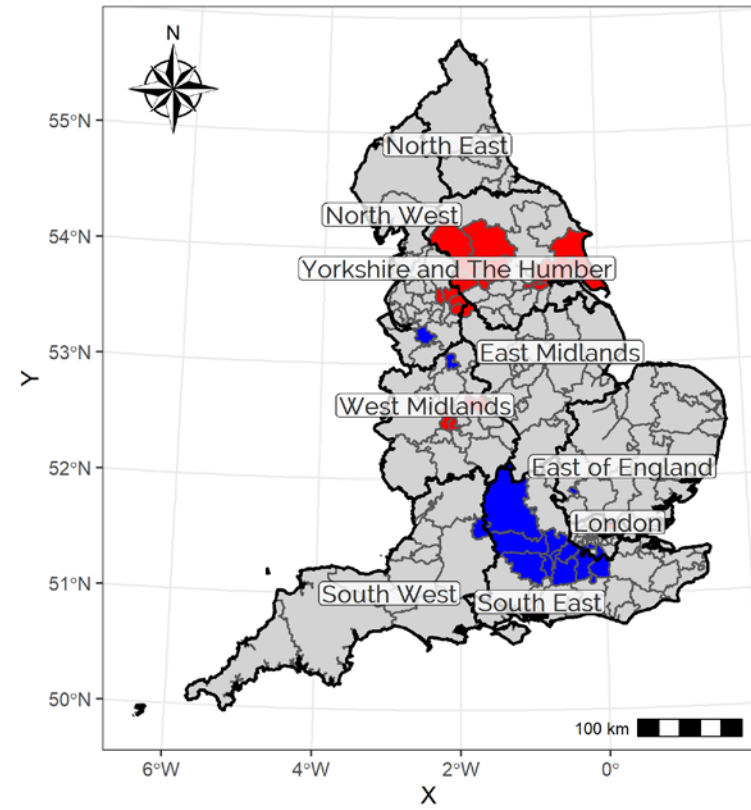 N
55°N
North East
North West
54°N
Yorkshire and The Humber
53°N
East Midlands
West Midlands
52°N
East of England
London
51°N
South West
South East
50°N
100 km
6°W
4°W
2°W
0°
X
Y